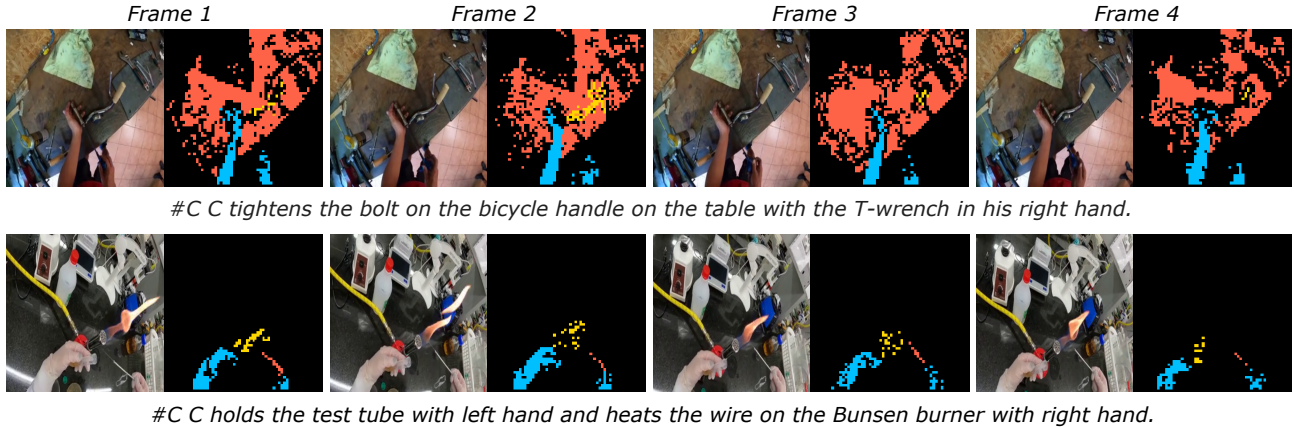 Frame 1 Frame 2 Frame 3 Frame 4
#C C tightens the bolt on the bicycle handle on the table with the T-wrench in his right hand.
#C C holds the test tube with left hand and heats the wire on the Bunsen burner with right hand.